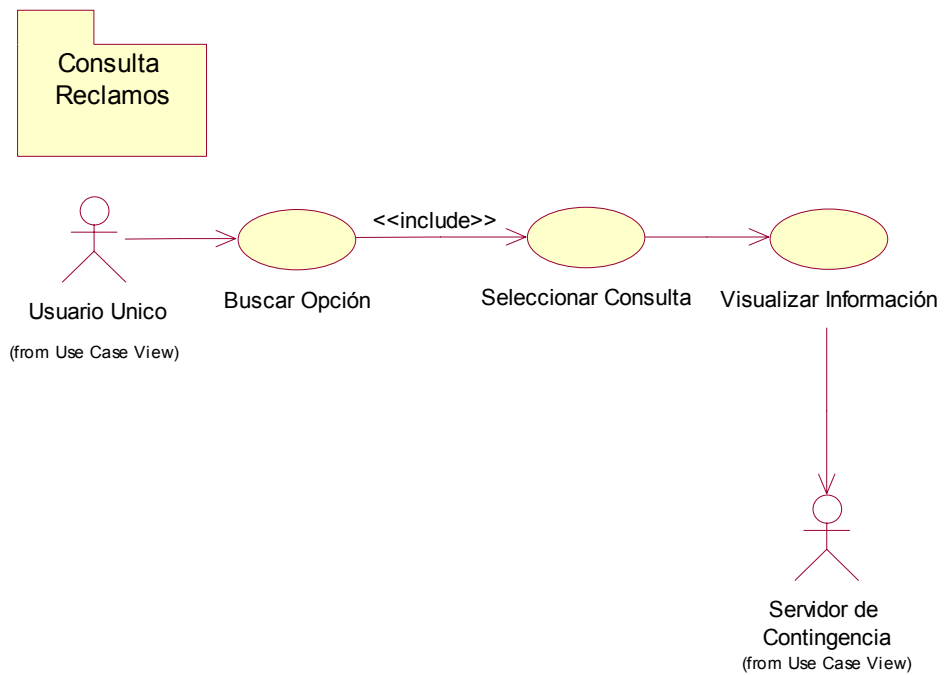 Consulta
Reclamos
<<include>>
Usuario Unico
(from Use Case View)
Buscar Opción
Seleccionar Consulta
Visualizar Información
Servidor de
Contingencia
(from Use Case View)